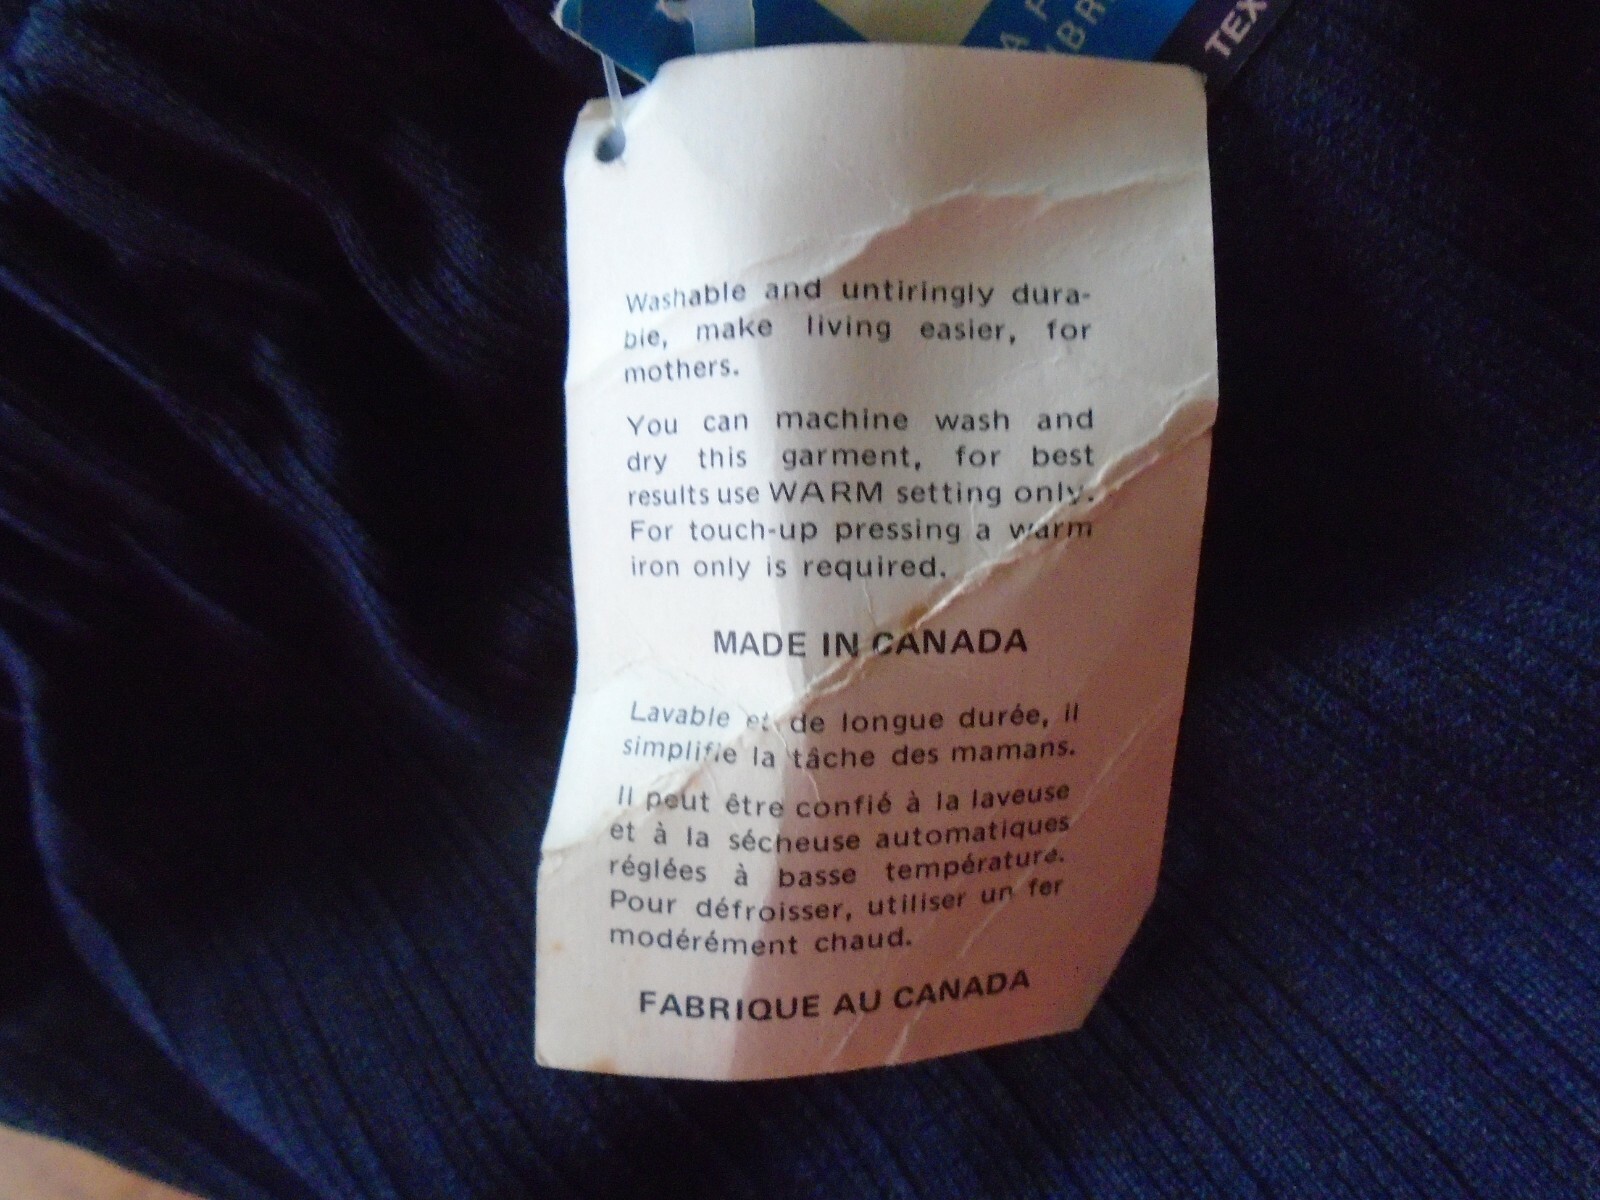 TEX
Washable and untiringly dura-
ble, make living easier, for
mothers.
You can machine wash and
dry this garment, for best
results use WARM setting only.
For touch-up pressing a warm
iron only is required.
MADE IN CANADA
Lavable et de longue durée, il
simplifie la tâche des mamans.
Il peut être confié à la laveuse
et à la sécheuse automatiques
réglées à basse température.
Pour défroisser, utiliser un fer
modérément chaud.
FABRIQUE AU CANADA